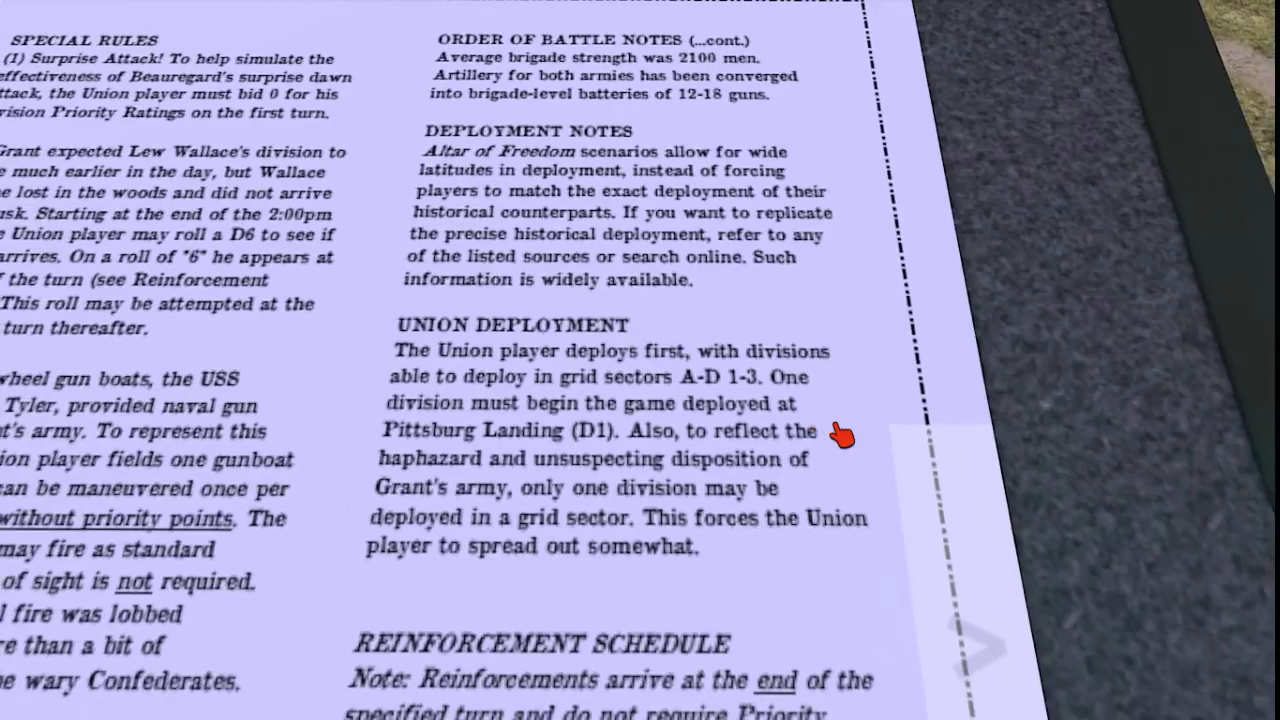 SPECIAL RULES
(1) Surprise Attack! To help simulate the
effectiveness of Beauregard's surprise dawn
attack, the Union player must bid 0 for his
Division Priority Ratings on the first turn.
Grant expected Lew Wallace's division to
much earlier in the day, but Wallace
lost in the woods and did not arrive
Starting at the end of the 2:00pm
Union player may roll a D6 to see if
arrives. On a roll of "6" he appears at
the turn (see Reinforcement
This roll may be attempted at the
turn thereafter.
wheel gun boats, the USS
Tyler, provided naval gun
army. To represent this
player fields one gunboat
can be maneuvered once per
without priority points. The
may fire as standard
of sight is not required.
fire was lobbed
than a bit of
wary Confederates.
ORDER OF BATTLE NOTES (...cont.)
Average brigade strength was 2100 men.
Artillery for both armies has been converged
into brigade-level batteries of 12-18 guns.
DEPLOYMENT NOTES
Altar of Freedom scenarios allow for wide
latitudes in deployment, instead of forcing
players to match the exact deployment of their
historical counterparts. If you want to replicate
the precise historical deployment, refer to any
of the listed sources or search online. Such
information is widely available.
UNION DEPLOYMENT
The Union player deploys first, with divisions
able to deploy in grid sectors A-D 1-3. One
division must begin the game deployed at
Pittsburg Landing (D1). Also, to reflect the
haphazard and unsuspecting disposition of
Grant's army, only one division may be
deployed in a grid sector. This forces the Union
player to spread out somewhat.
REINFORCEMENT SCHEDULE
Note: Reinforcements arrive at the end of the
specified turn and do not require Priority